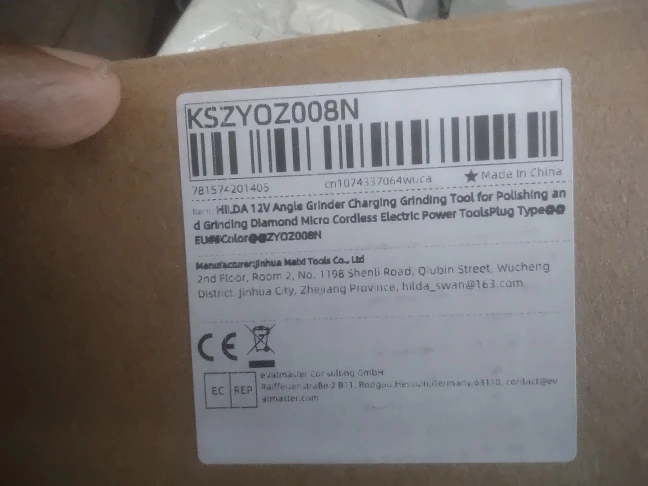 KSZYOZ008N
781574201405 cn1074337064wuca ★ Made in China
Item: HILDA 12V Angle Grinder Charging Grinding Tool for Polishing an
d Grinding Diamond Micro Cordless Electric Power ToolsPlug Type@@
EU##Color@@ZYOZ008N
Manufacturer:Jinhua Mabd Tools Co., Ltd
2nd Floor, Room 2, No. 1198 Shenli Road, Qiubin Street, Wucheng
District, Jinhua City, Zhejiang Province, hilda_swan@163.com
CE
evatmaster Consulting GmbH
EC REP
Raiffeisenstraße 2 B11, Rodgau,Hessen,Germany,63110, contact@ev
atmaster.com